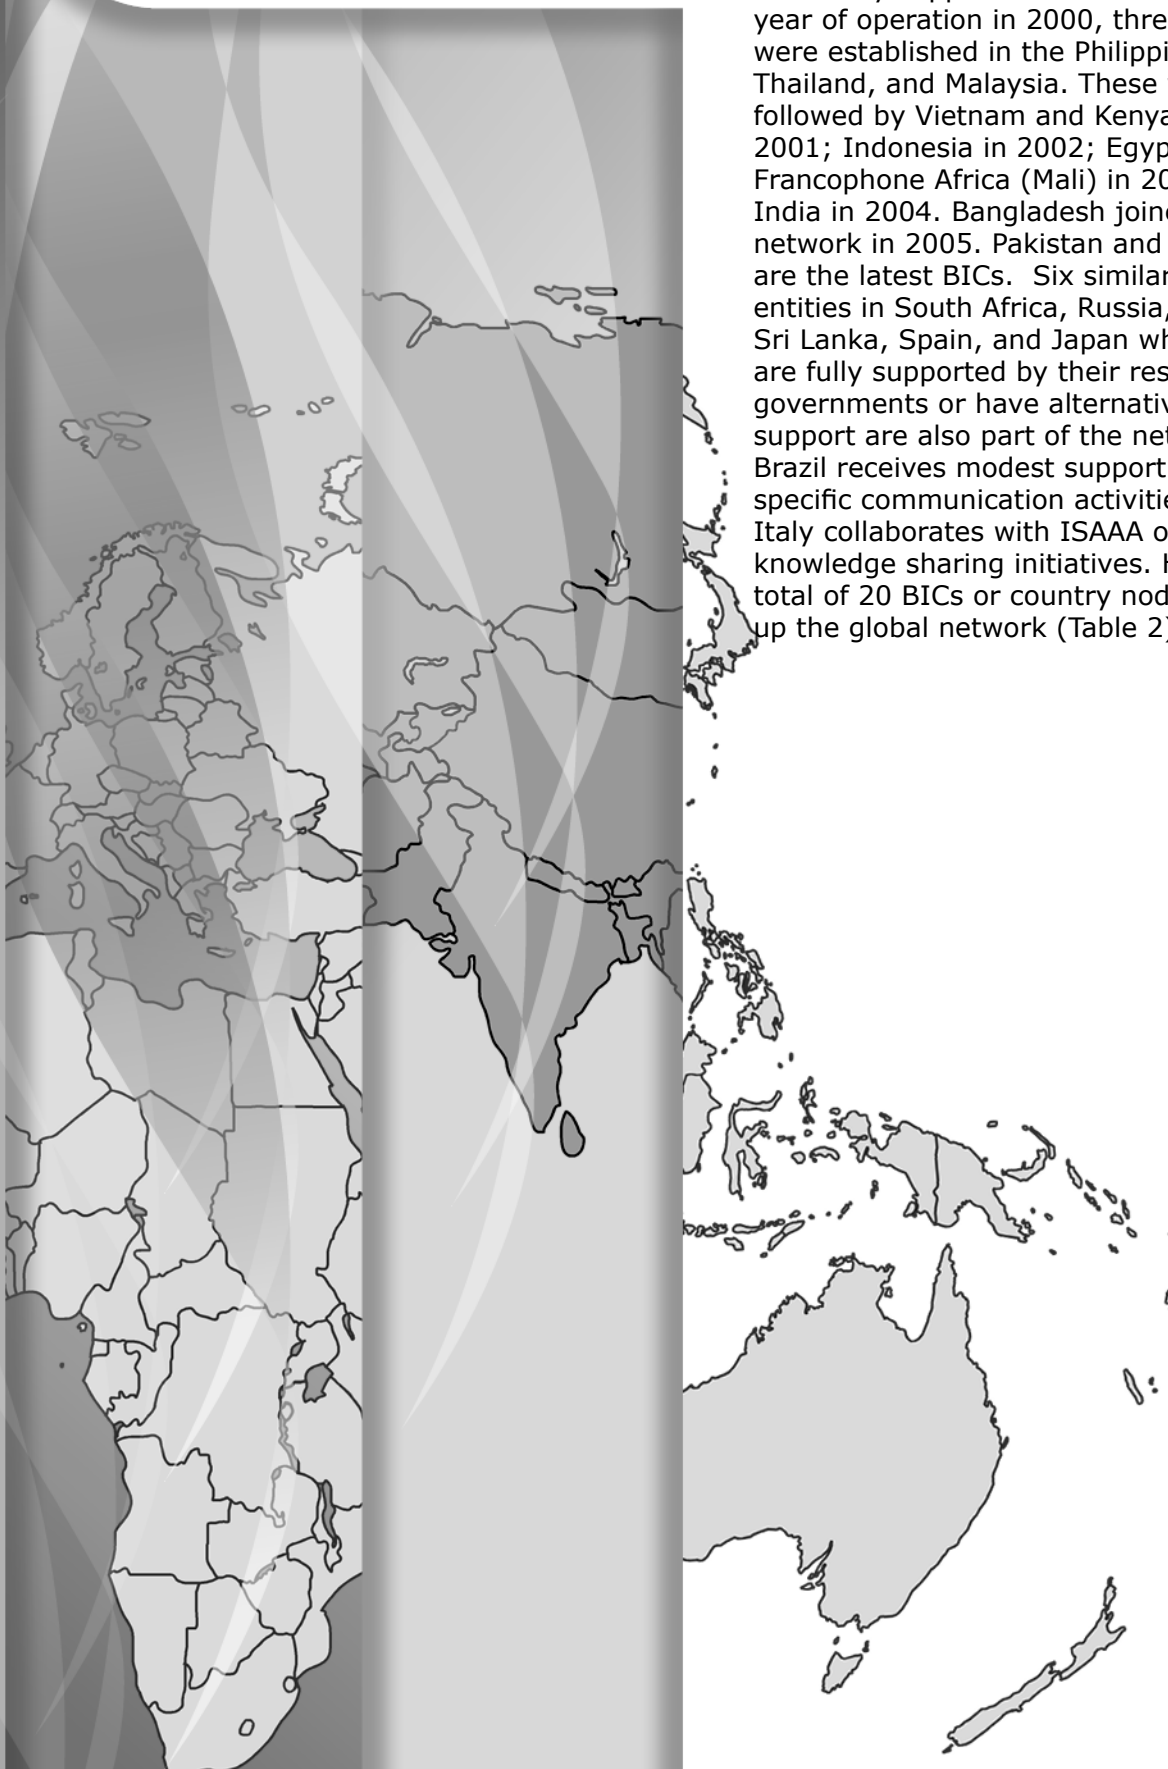 year of operation in 2000, thre
were established in the Philippi
Thailand, and Malaysia. These
followed by Vietnam and Kenya
2001; Indonesia in 2002; Egyp
Francophone Africa (Mali) in 20
India in 2004. Bangladesh joine
network in 2005. Pakistan and
are the latest BICs. Six similar
entities in South Africa, Russia,
Sri Lanka, Spain, and Japan wh
are fully supported by their res
governments or have alternativ
support are also part of the net
Brazil receives modest support
specific communication activitie
Italy collaborates with ISAAA o
knowledge sharing initiatives. H
total of 20 BICs or country nod
up the global network (Table 2)